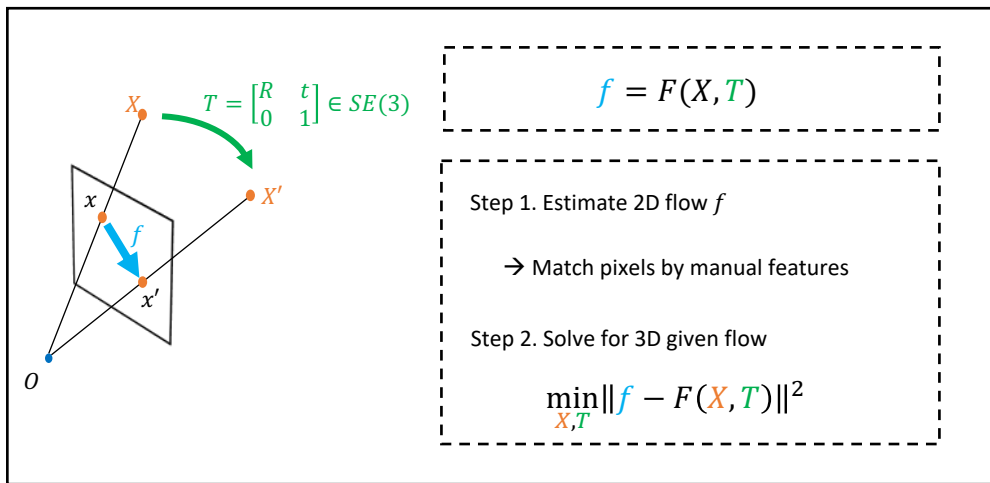 X
T = [R t; 0 1] ∈ SE(3)
X′
x
f
x′
O
f = F(X, T)
Step 1. Estimate 2D flow f
→ Match pixels by manual features
Step 2. Solve for 3D given flow
min X,T ‖f − F(X, T)‖²